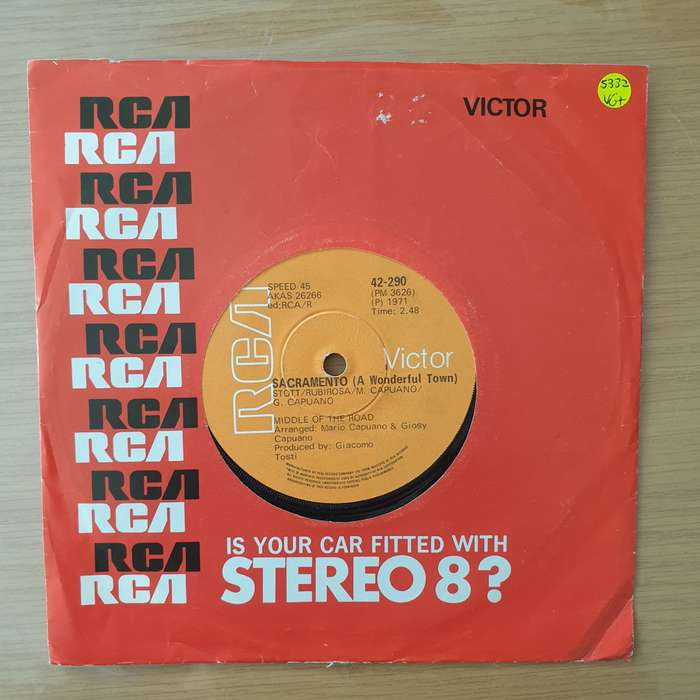 RCA
VICTOR
5332
VG+
RCA
RCA
RCA
RCA
RCA
RCA
RCA
RCA
RCA
RCA
RCA
RCA
RCA
SPEED 45
AKAS 26266
ed:RCA/R
42-290
(PM 3626)
(P) 1971
Time: 2.48
RCA
Victor
SACRAMENTO (A Wonderful Town)
STOTT/RUBIROSA/M. CAPUANO/
G. CAPUANO
MIDDLE OF THE ROAD
Arranged: Mario Capuano & Giosy
Capuano
Produced by: Giacomo
Tosti
IS YOUR CAR FITTED WITH
STEREO 8?